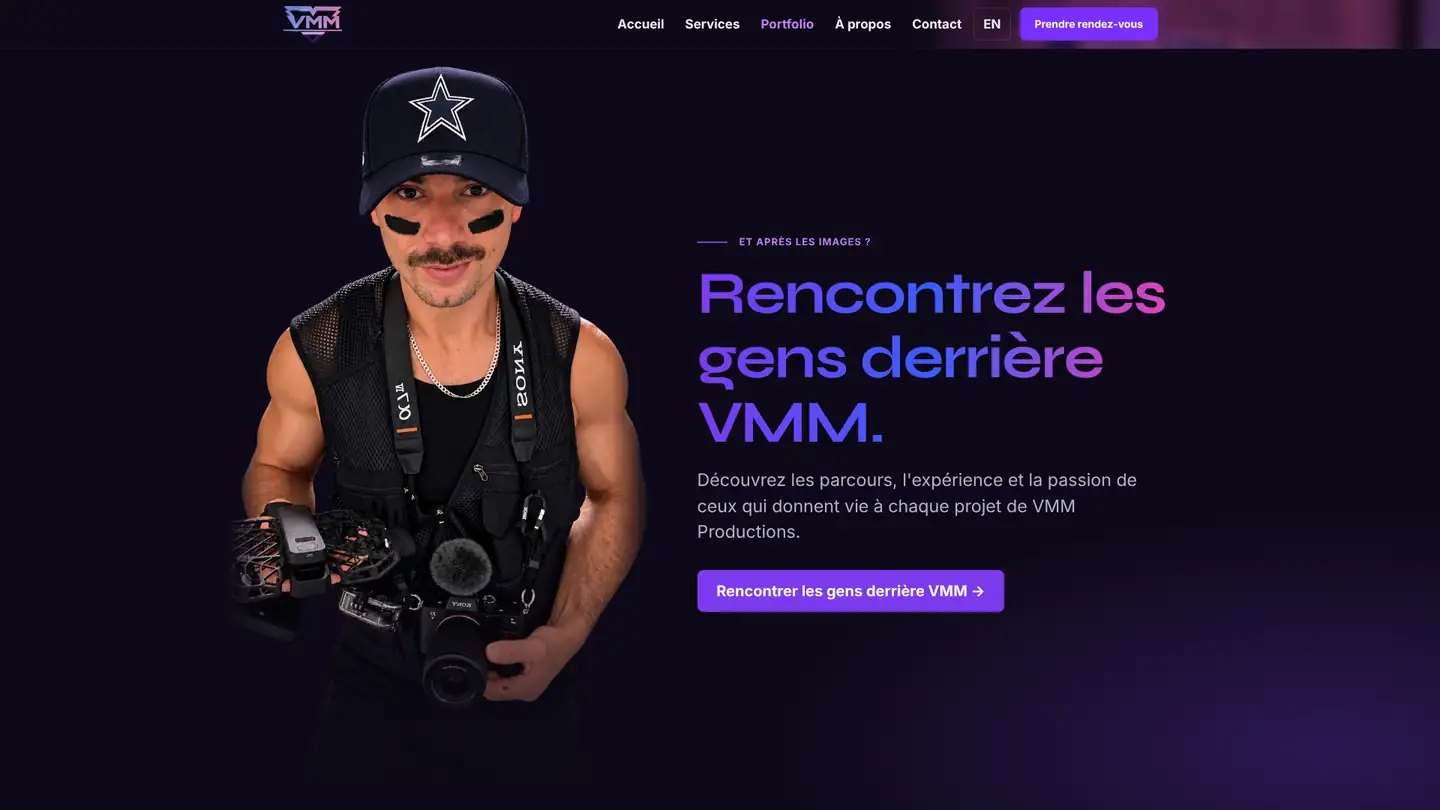 VMM
Accueil Services Portfolio À propos Contact EN Prendre rendez-vous
ET APRÈS LES IMAGES ?
Rencontrez les
gens derrière
VMM.
Découvrez les parcours, l'expérience et la passion de
ceux qui donnent vie à chaque projet de VMM
Productions.
Rencontrer les gens derrière VMM →
α7IV
SONY
SONY